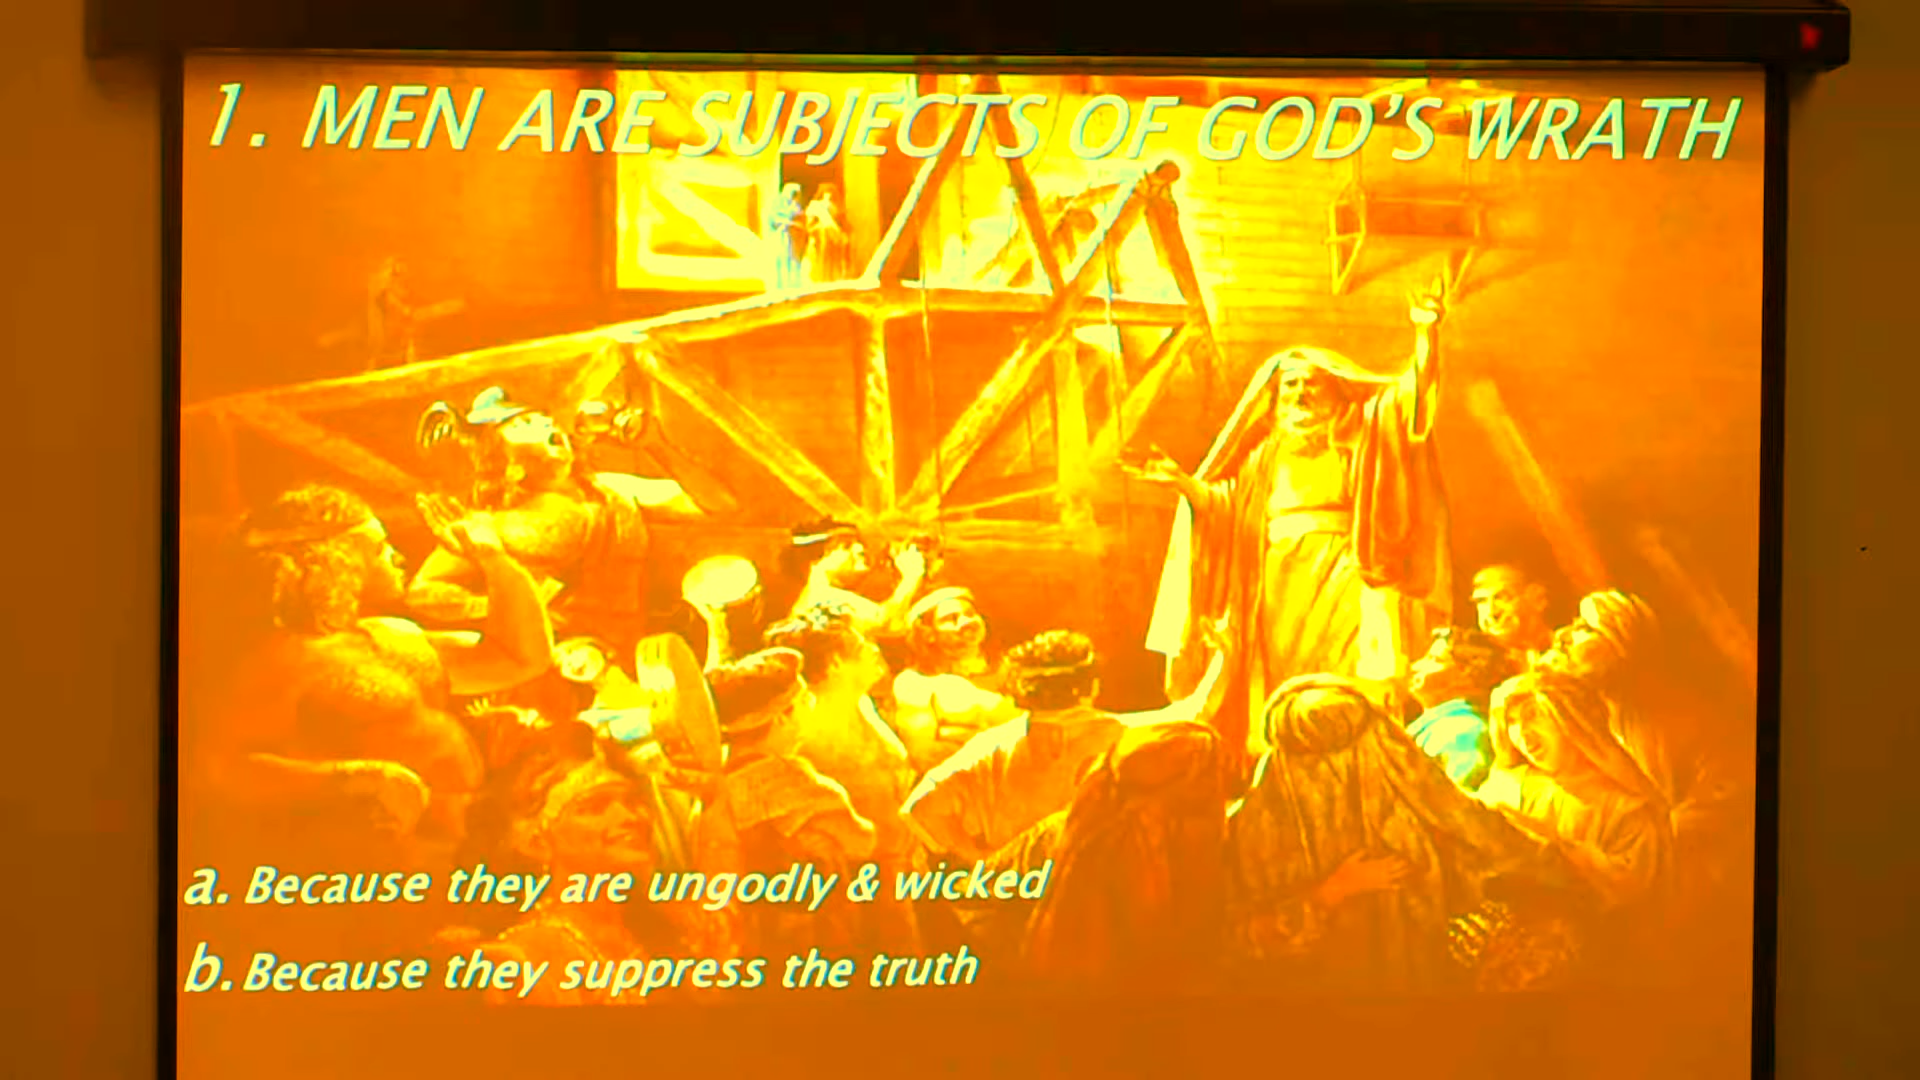 1. MEN ARE SUBJECTS OF GOD'S WRATH
a. Because they are ungodly & wicked
b. Because they suppress the truth